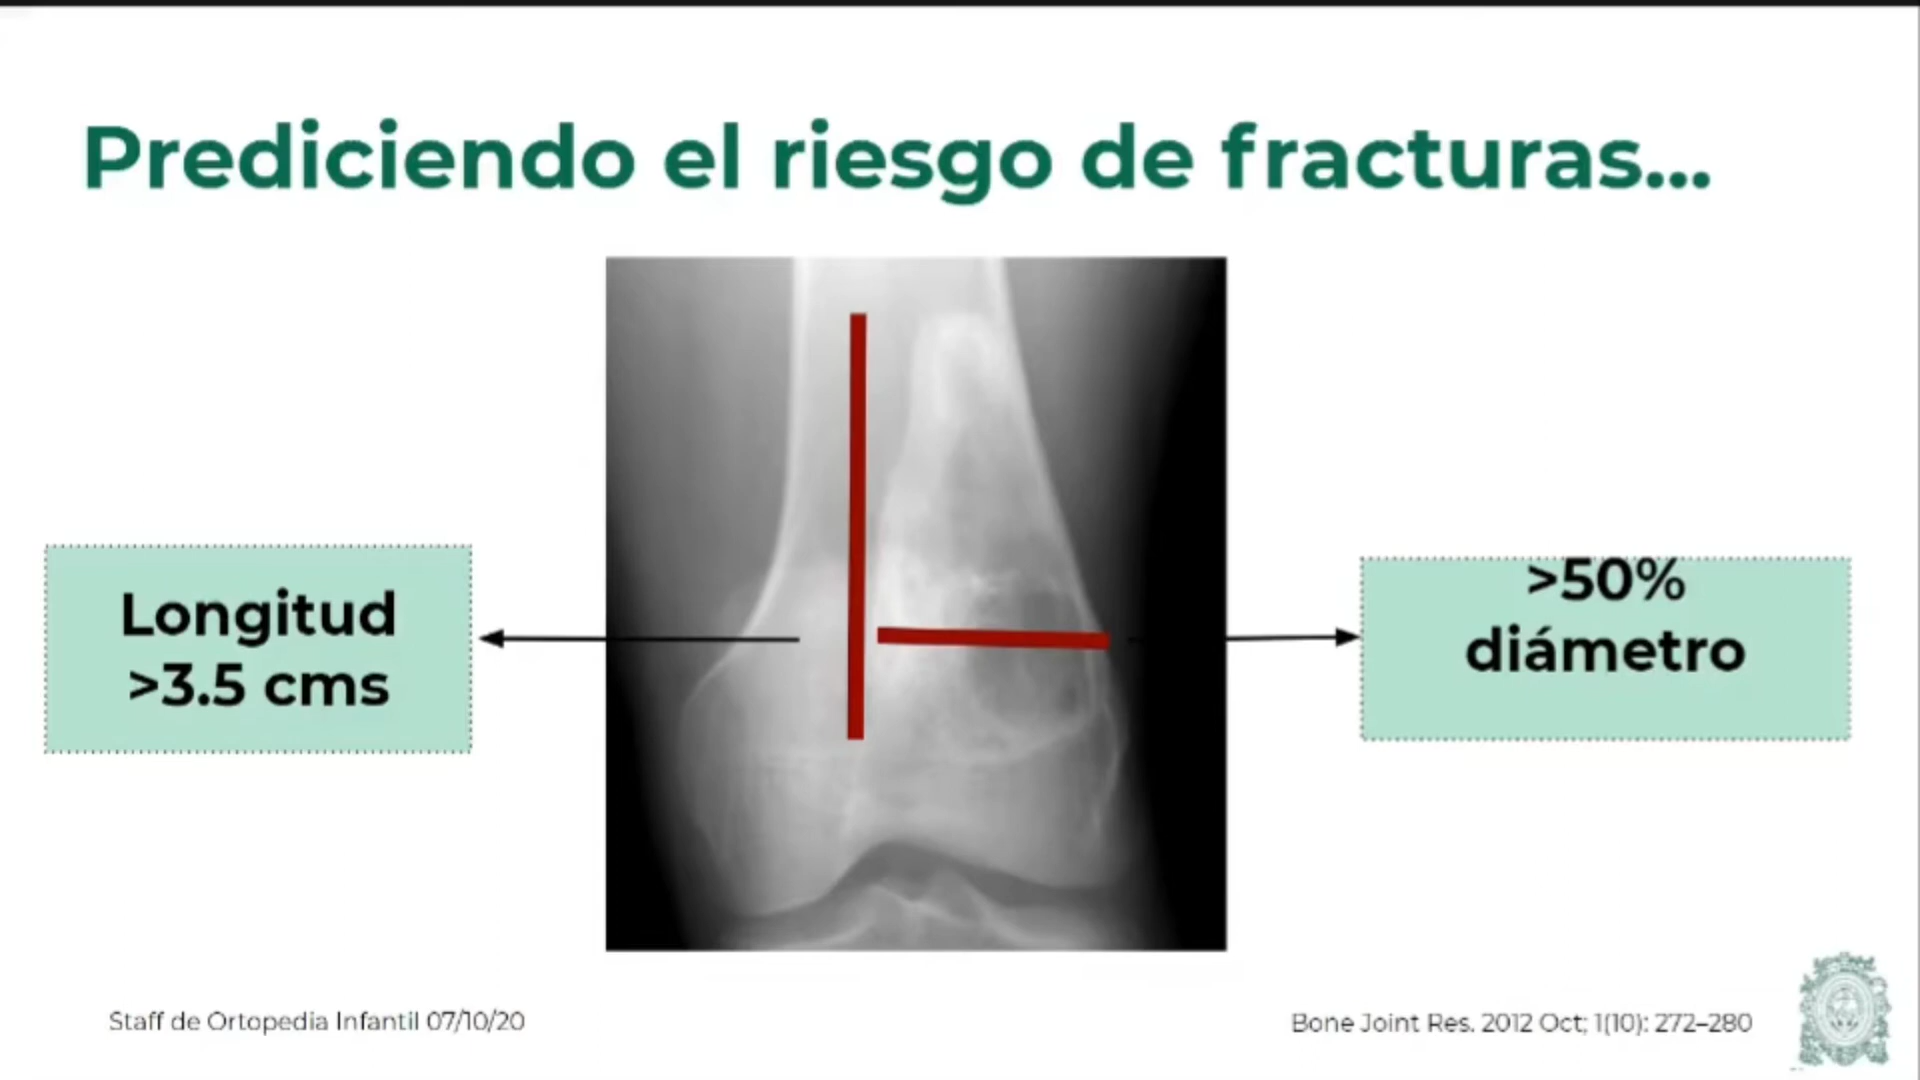 Prediciendo el riesgo de fracturas...
Longitud
>3.5 cms
>50%
diámetro
Staff de Ortopedia Infantil 07/10/20
Bone Joint Res. 2012 Oct; 1(10): 272–280